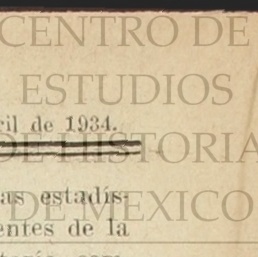 CENTRO DE
ESTUDIOS
ril de 1934.
DE HISTORIA
as estadís-
DE MEXICO
entes de la